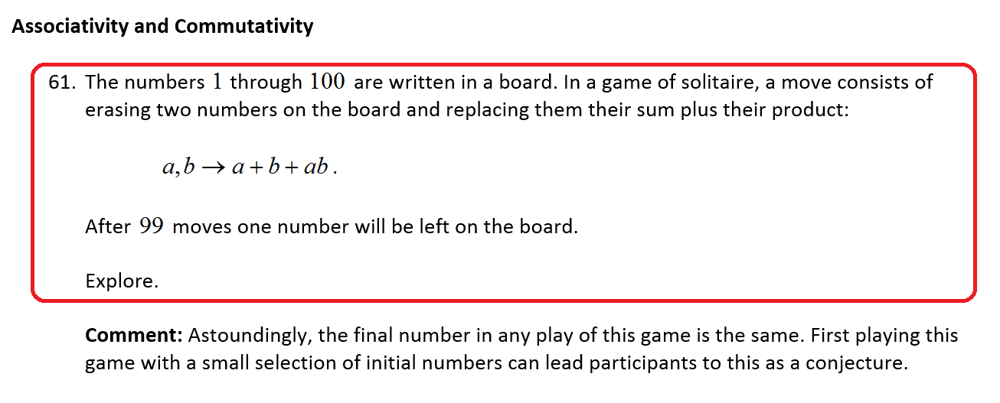 Associativity and Commutativity
61. The numbers 1 through 100 are written in a board. In a game of solitaire, a move consists of
erasing two numbers on the board and replacing them their sum plus their product:
a,b → a + b + ab .
After 99 moves one number will be left on the board.
Explore.
Comment: Astoundingly, the final number in any play of this game is the same. First playing this
game with a small selection of initial numbers can lead participants to this as a conjecture.